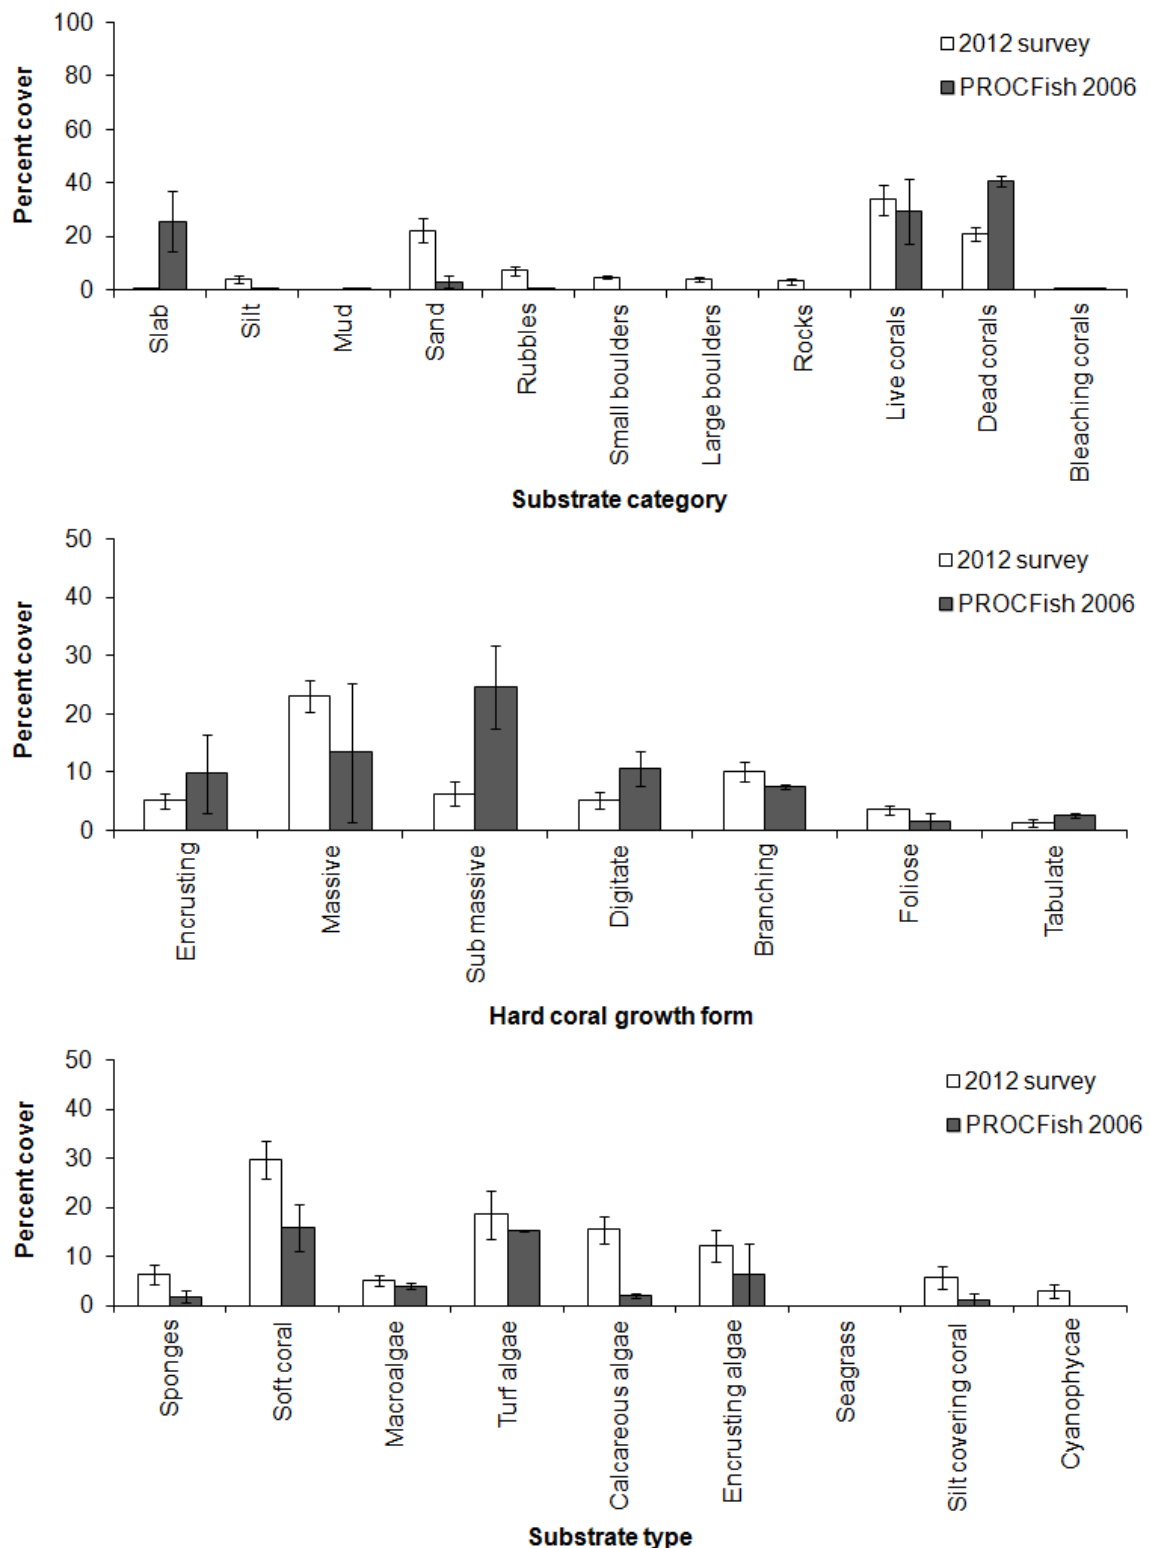 100
80
60
40
20
0
Percent cover
2012 survey
PROCFish 2006
Slab
Silt
Mud
Sand
Rubbles
Small boulders
Large boulders
Rocks
Live corals
Dead corals
Bleaching corals
Substrate category
50
40
30
20
10
0
Percent cover
2012 survey
PROCFish 2006
Encrusting
Massive
Sub massive
Digitate
Branching
Foliose
Tabulate
Hard coral growth form
50
40
30
20
10
0
Percent cover
2012 survey
PROCFish 2006
Sponges
Soft coral
Macroalgae
Turf algae
Calcareous algae
Encrusting algae
Seagrass
Silt covering coral
Cyanophycae
Substrate type